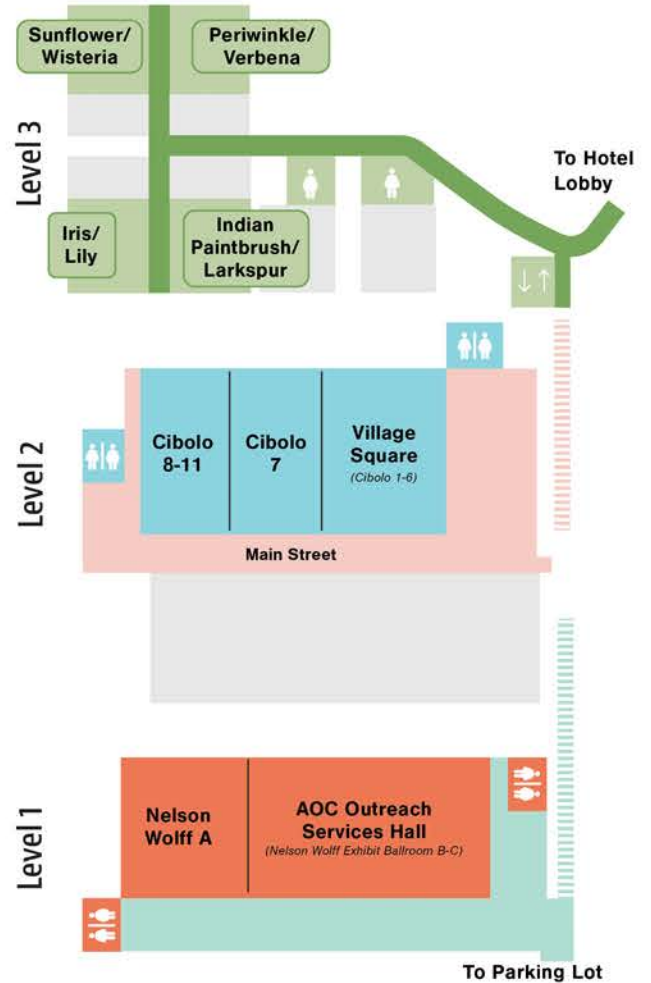 Sunflower/
Wisteria
Periwinkle/
Verbena
Level 3
To Hotel
Lobby
Iris/
Lily
Indian
Paintbrush/
Larkspur
↓↑
Level 2
Cibolo
8-11
Cibolo
7
Village
Square
(Cibolo 1-6)
Main Street
Level 1
Nelson
Wolff A
AOC Outreach
Services Hall
(Nelson Wolff Exhibit Ballroom B-C)
To Parking Lot